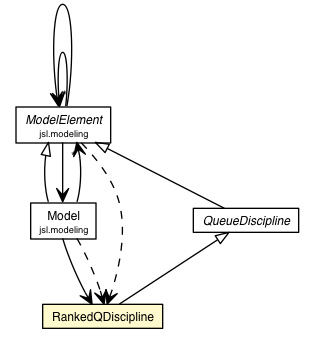 ModelElement
jsl.modeling
Model
jsl.modeling
QueueDiscipline
RankedQDiscipline